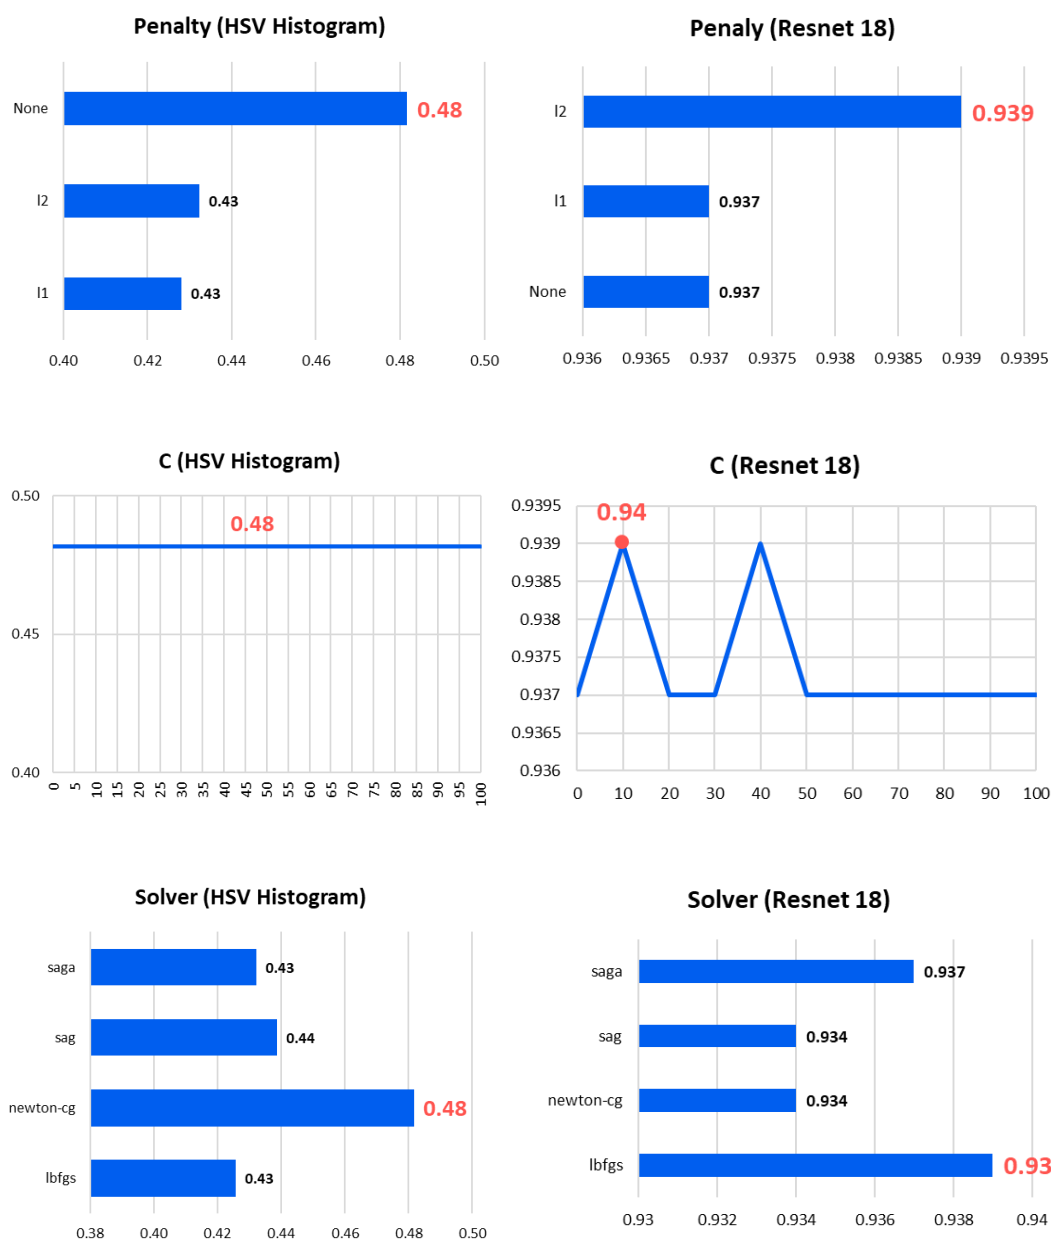 Penalty (HSV Histogram)
None
0.48
l2
0.43
l1
0.43
0.40 0.42 0.44 0.46 0.48 0.50
Penaly (Resnet 18)
l2
0.939
l1
0.937
None
0.937
0.936 0.9365 0.937 0.9375 0.938 0.9385 0.939 0.9395
C (HSV Histogram)
0.50
0.48
0.45
0.40
0 5 10 15 20 25 30 35 40 45 50 55 60 65 70 75 80 85 90 95 100
C (Resnet 18)
0.9395
0.94
0.939
0.9385
0.938
0.9375
0.937
0.9365
0.936
0 10 20 30 40 50 60 70 80 90 100
Solver (HSV Histogram)
saga
0.43
sag
0.44
newton-cg
0.48
lbfgs
0.43
0.38 0.40 0.42 0.44 0.46 0.48 0.50
Solver (Resnet 18)
saga
0.937
sag
0.934
newton-cg
0.934
lbfgs
0.93
0.93 0.932 0.934 0.936 0.938 0.94